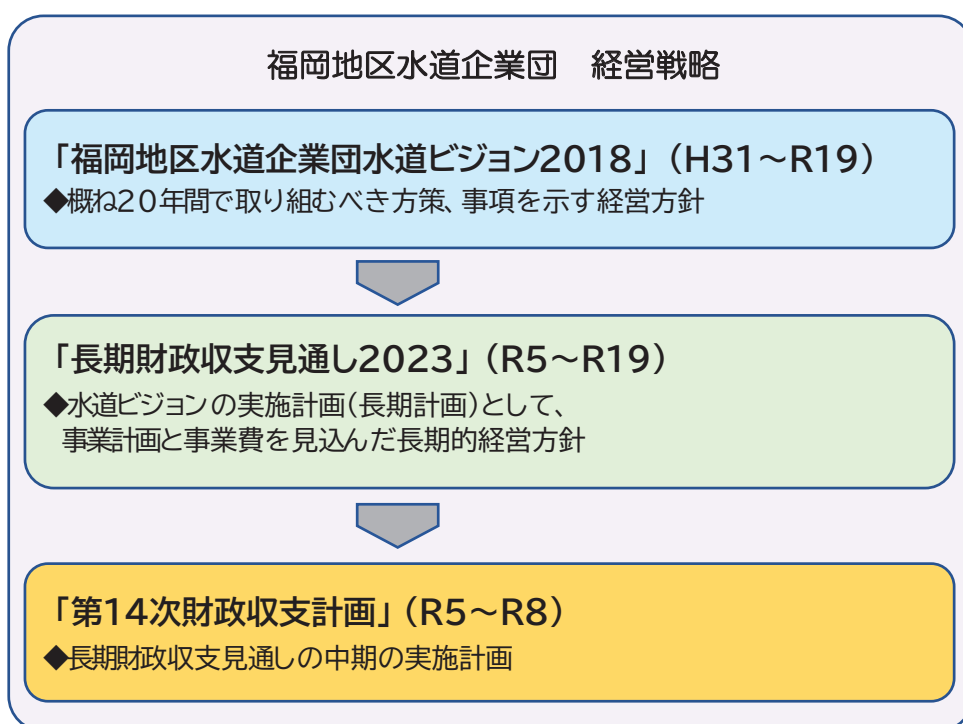 福岡地区水道企業団　経営戦略
「福岡地区水道企業団水道ビジョン2018」（H31～R19）
◆概ね20年間で取り組むべき方策、事項を示す経営方針
「長期財政収支見通し2023」（R5～R19）
◆水道ビジョンの実施計画(長期計画)として、
事業計画と事業費を見込んだ長期的経営方針
「第14次財政収支計画」（R5～R8）
◆長期財政収支見通しの中期の実施計画